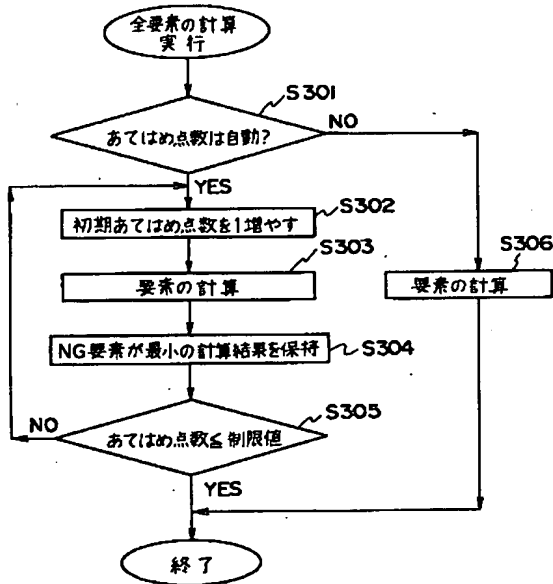 全要素の計算
実行
S301
あてはめ点数は自動?
NO
YES
S302
初期あてはめ点数を1増やす
S303
S306
要素の計算
要素の計算
NG要素が最小の計算結果を保持
S304
S305
NO
あてはめ点数≦制限値
YES
終了